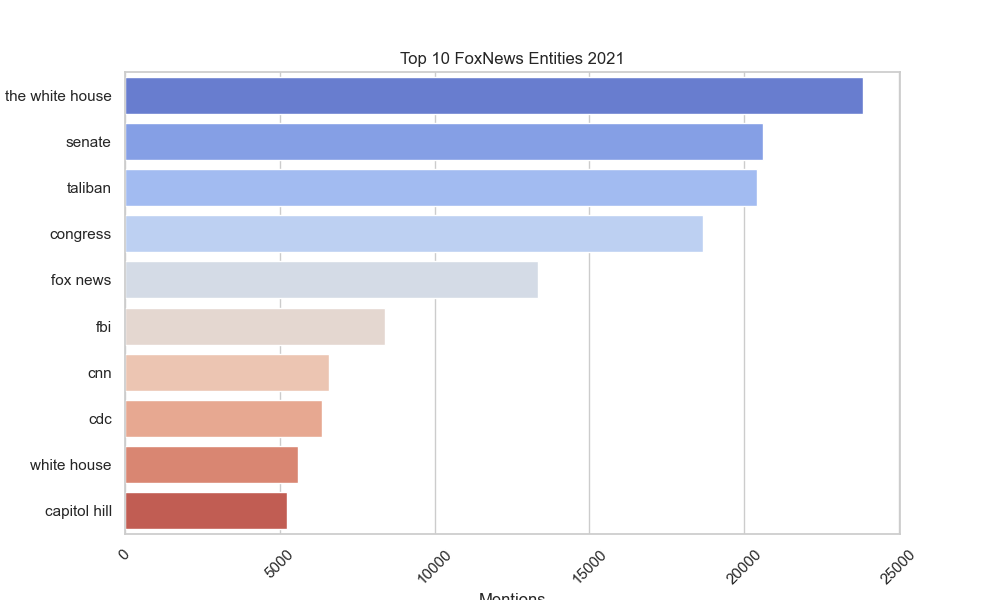 Top 10 FoxNews Entities 2021
the white house
senate
taliban
congress
fox news
fbi
cnn
cdc
white house
capitol hill
0
5000
10000
15000
20000
25000
Mentions